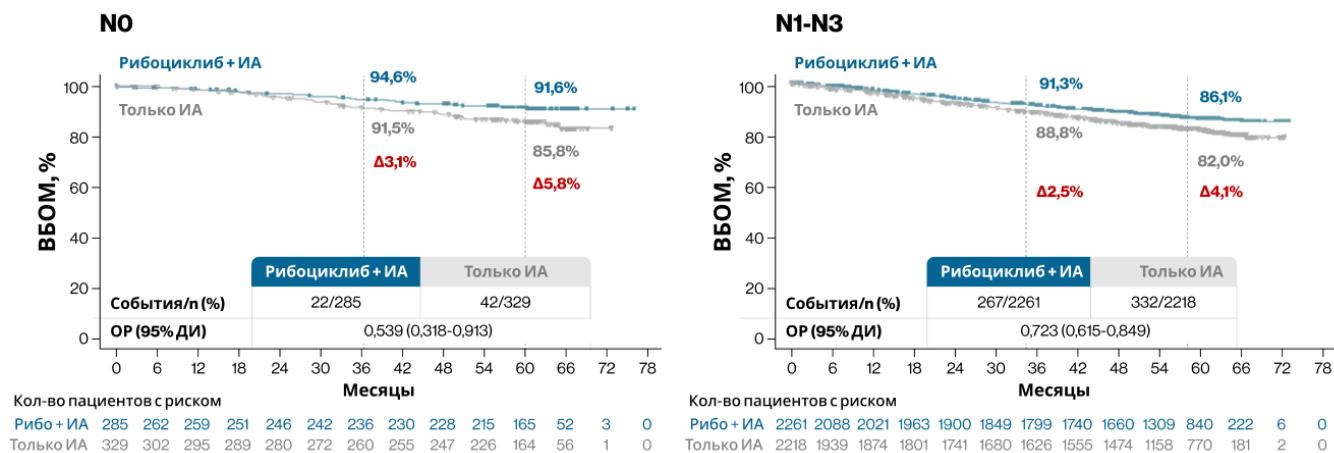 N0
Рибоциклиб + ИА
Только ИА
94,6%
91,6%
91,5%
85,8%
Δ3,1%
Δ5,8%
ВБОМ, %
100
80
60
40
20
0
Рибоциклиб + ИА Только ИА
События/n (%) 22/285 42/329
ОР (95% ДИ) 0,539 (0,318-0,913)
0 6 12 18 24 30 36 42 48 54 60 66 72 78
Месяцы
Кол-во пациентов с риском
Рибо + ИА 285 262 259 251 246 242 236 230 228 215 165 52 3 0
Только ИА 329 302 295 289 280 272 260 255 247 226 164 56 1 0
N1-N3
Рибоциклиб + ИА
Только ИА
91,3%
86,1%
88,8%
82,0%
Δ2,5%
Δ4,1%
ВБОМ, %
100
80
60
40
20
0
Рибоциклиб + ИА Только ИА
События/n (%) 267/2261 332/2218
ОР (95% ДИ) 0,723 (0,615-0,849)
0 6 12 18 24 30 36 42 48 54 60 66 72 78
Месяцы
Кол-во пациентов с риском
Рибо + ИА 2261 2088 2021 1963 1900 1849 1799 1740 1660 1309 840 222 6 0
Только ИА 2218 1939 1874 1801 1741 1680 1626 1555 1474 1158 770 181 2 0